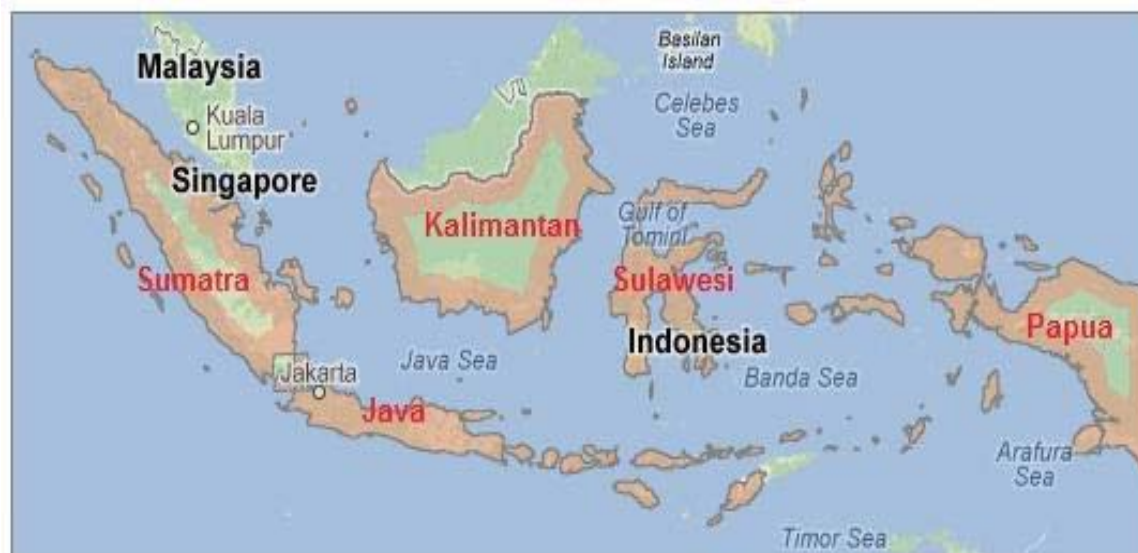 Malaysia
Kuala
Lumpur
Singapore
Sumatra
Jakarta
Javâ
Java Sea
Kalimantan
Basilan
Island
Celebes
Sea
Gulf of
Tomini
Sulawesi
Indonesia
Banda Sea
Papua
Arafura
Sea
Timor Sea